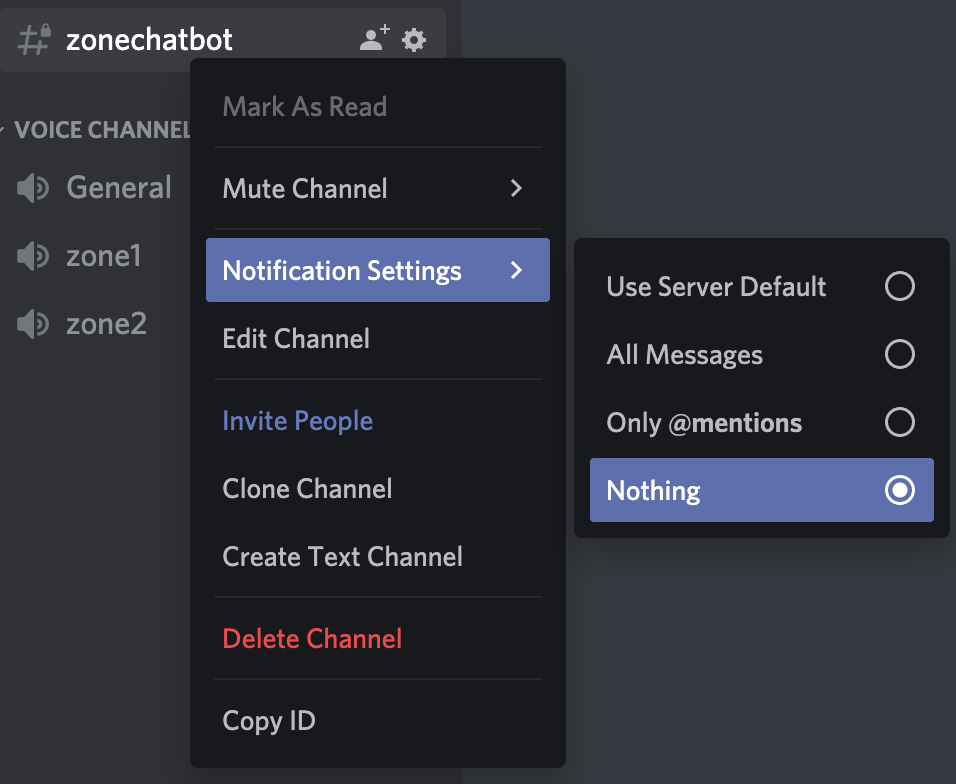 zonechatbot
Mark As Read
VOICE CHANNEL
Mute Channel
General
Notification Settings
zone1
Use Server Default
Edit Channel
zone2
All Messages
Invite People
Only @mentions
Clone Channel
Nothing
Create Text Channel
Delete Channel
Copy ID